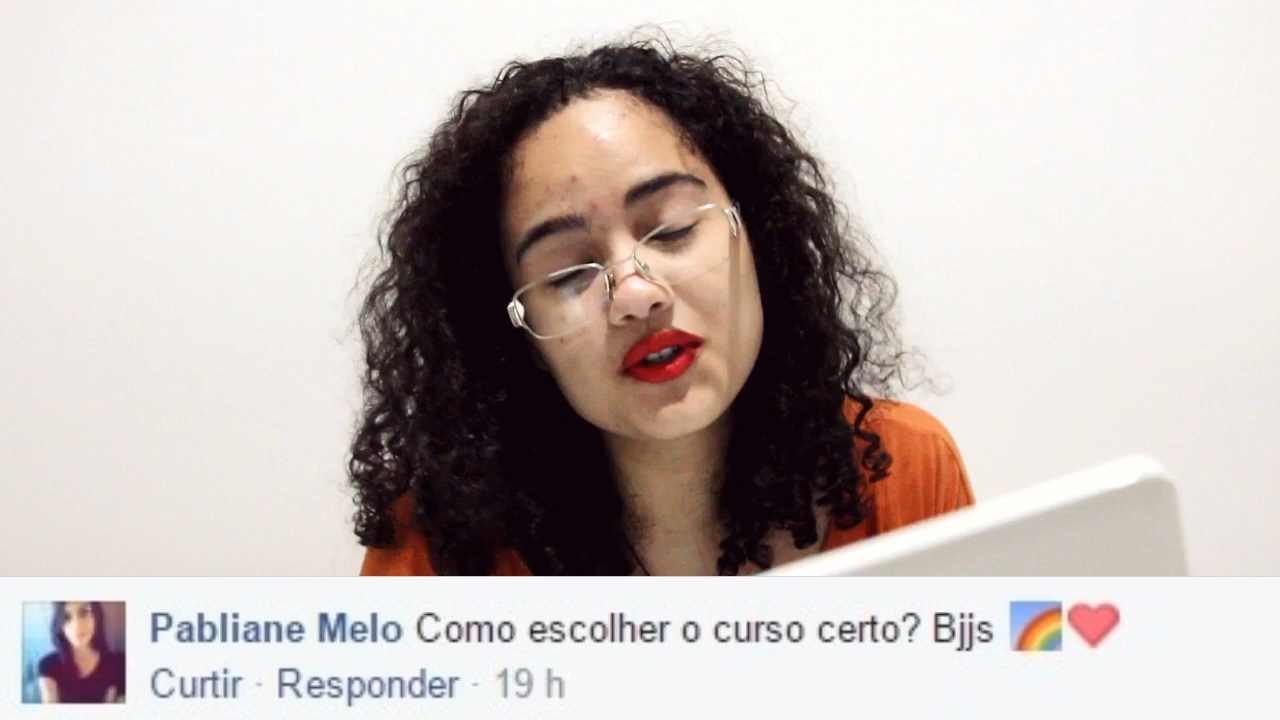 Pabliane Melo Como escolher o curso certo? Bjjs 🌈❤️
Curtir · Responder · 19 h